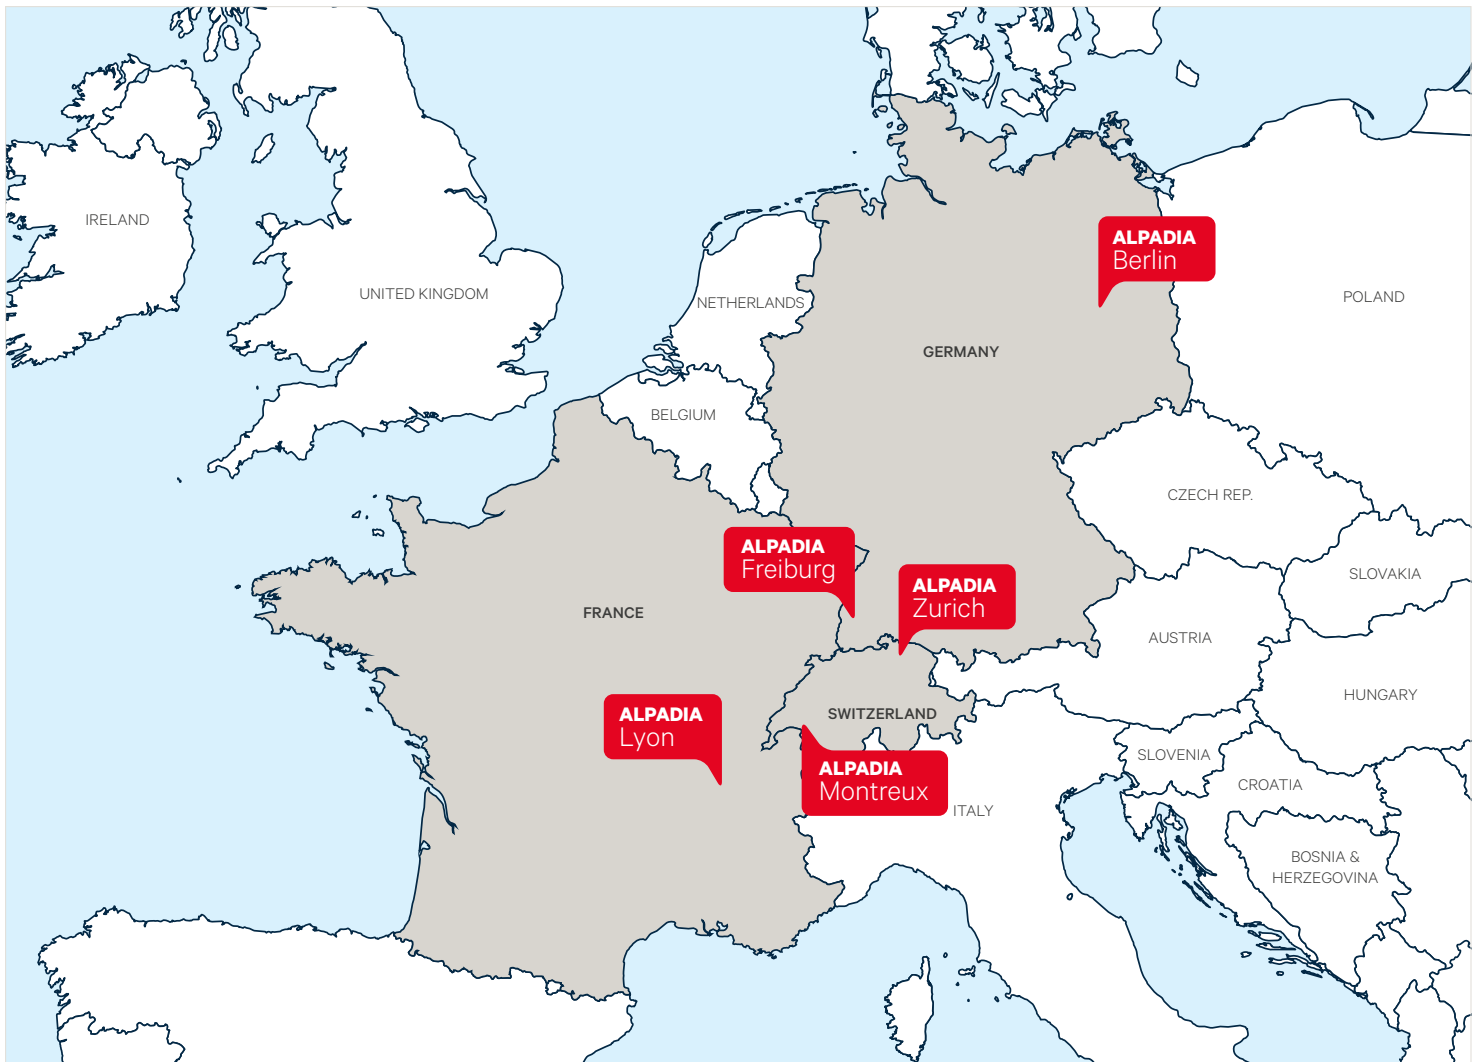 IRELAND
UNITED KINGDOM
NETHERLANDS
BELGIUM
GERMANY
ALPADIA
Berlin
POLAND
CZECH REP.
SLOVAKIA
ALPADIA
Freiburg
ALPADIA
Zurich
FRANCE
AUSTRIA
HUNGARY
SWITZERLAND
ALPADIA
Lyon
ALPADIA
Montreux
ITALY
SLOVENIA
CROATIA
BOSNIA &
HERZEGOVINA